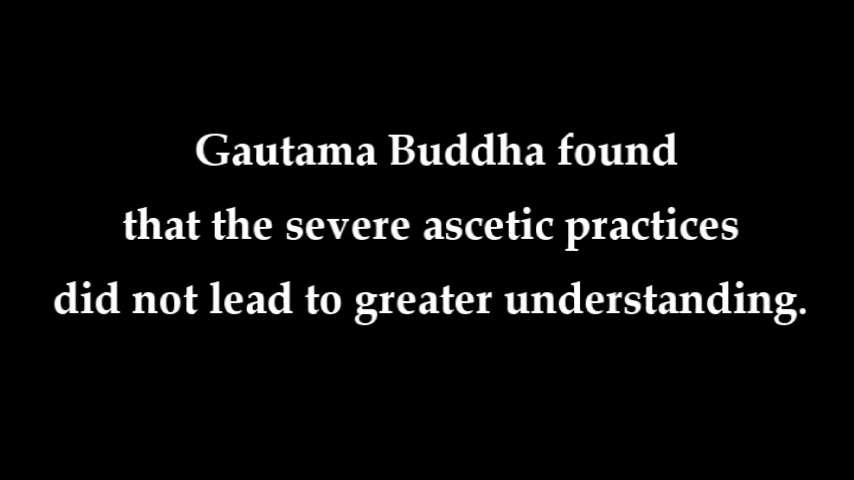 Gautama Buddha found
that the severe ascetic practices
did not lead to greater understanding.